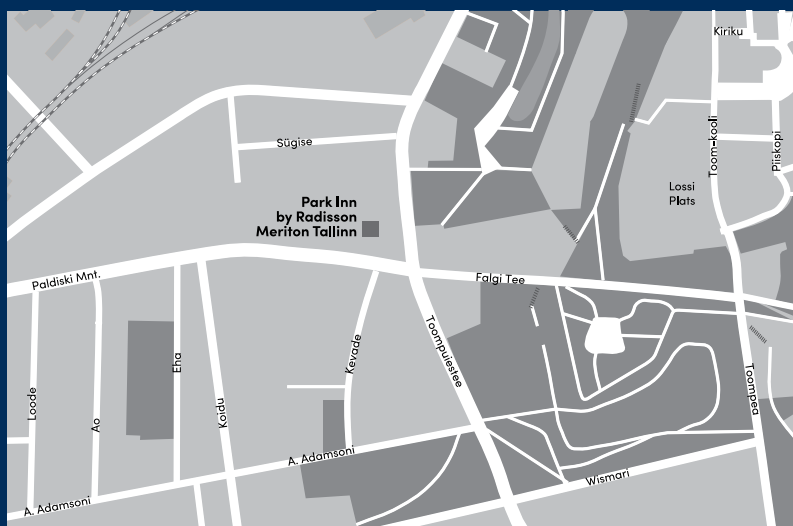 Kiriku
Toom-kooli
Piiskopi
Sügise
Lossi
Plats
Park Inn
by Radisson
Meriton Tallinn
Paldiski Mnt.
Falgi Tee
Toompuiestee
Kevade
Eha
Loode
Ao
Kopju
Toompea
A. Adamsoni
Wismari
A. Adamsoni